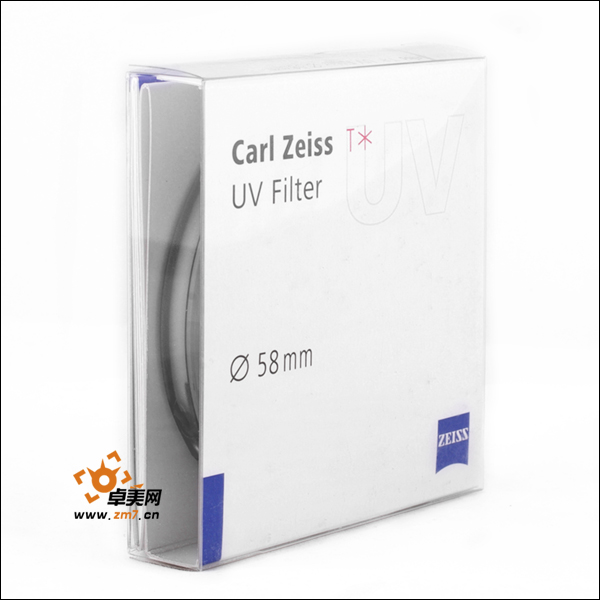 Carl Zeiss T*
UV
UV Filter
Ø 58mm
ZEISS
卓美网
www.zm7.cn